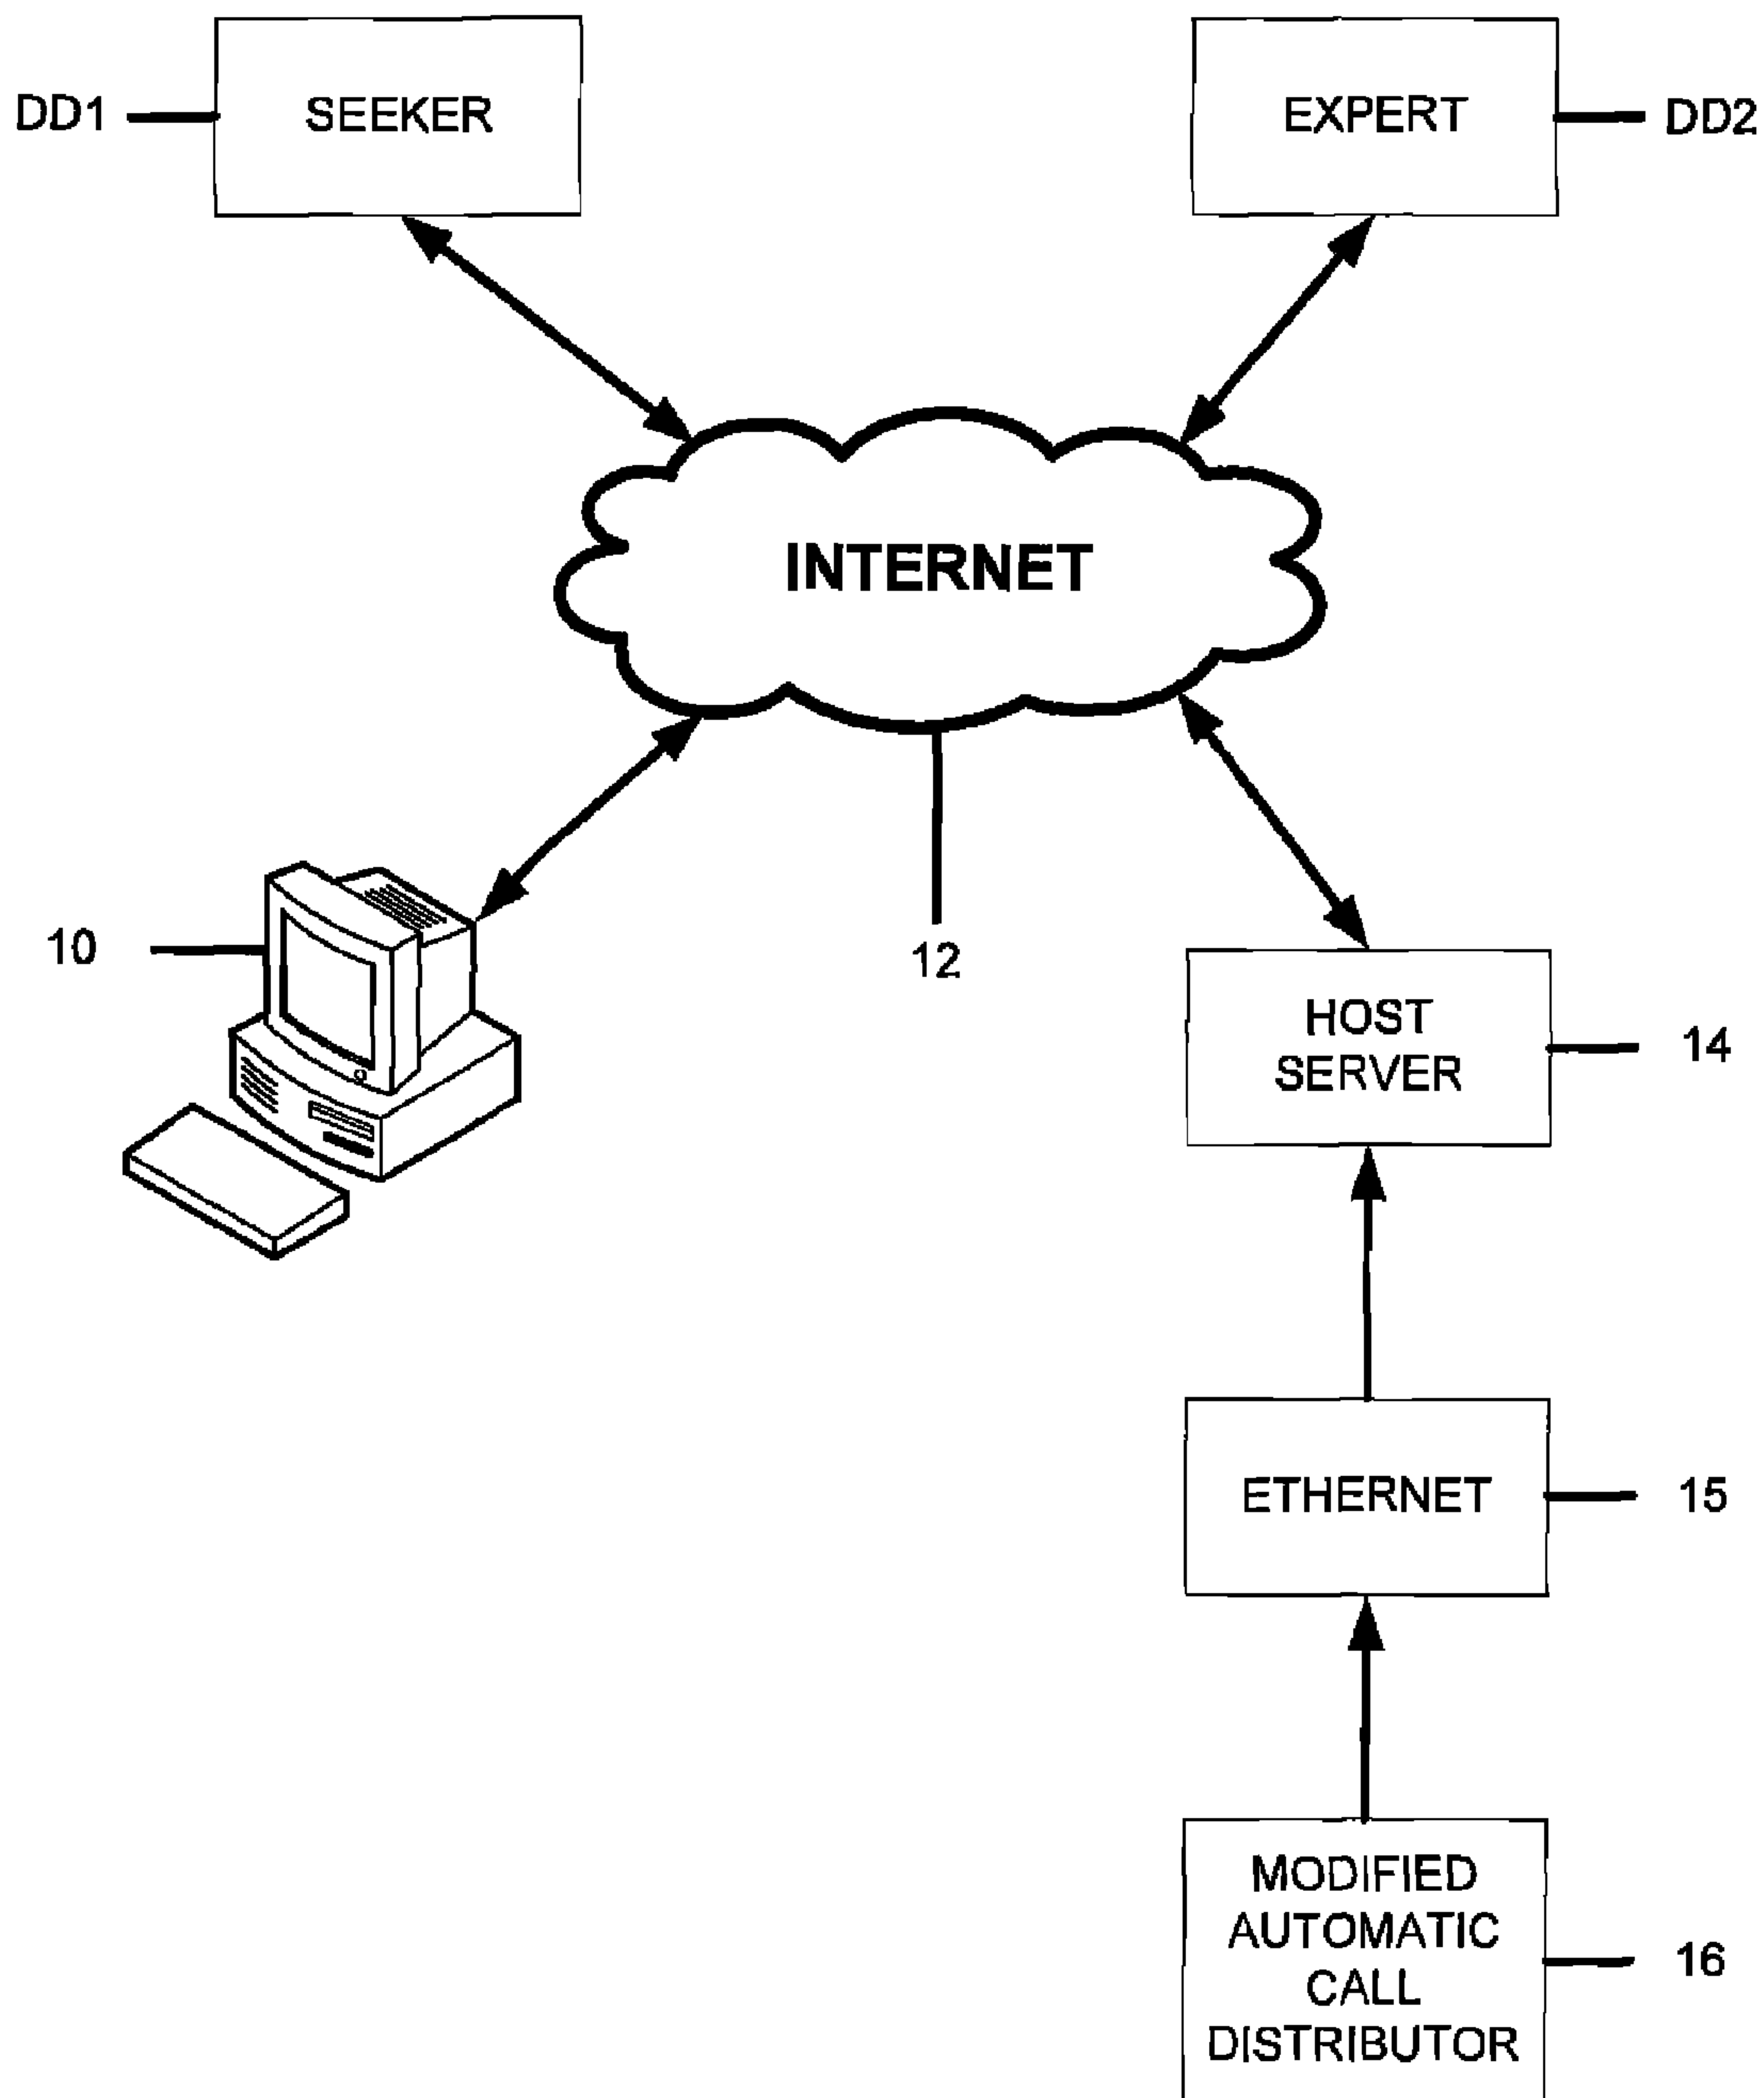 DD1
SEEKER
EXPERT
DD2
INTERNET
10
12
HOST
SERVER
14
ETHERNET
15
MODIFIED
AUTOMATIC
CALL
DISTRIBUTOR
16